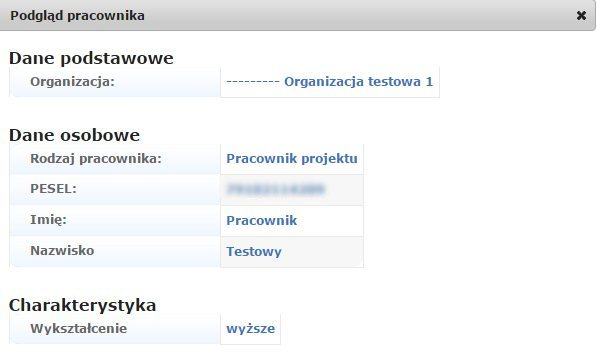 Podgląd pracownika
Dane podstawowe
Organizacja: --------- Organizacja testowa 1
Dane osobowe
Rodzaj pracownika: Pracownik projektu
PESEL:
Imię: Pracownik
Nazwisko Testowy
Charakterystyka
Wykształcenie wyższe